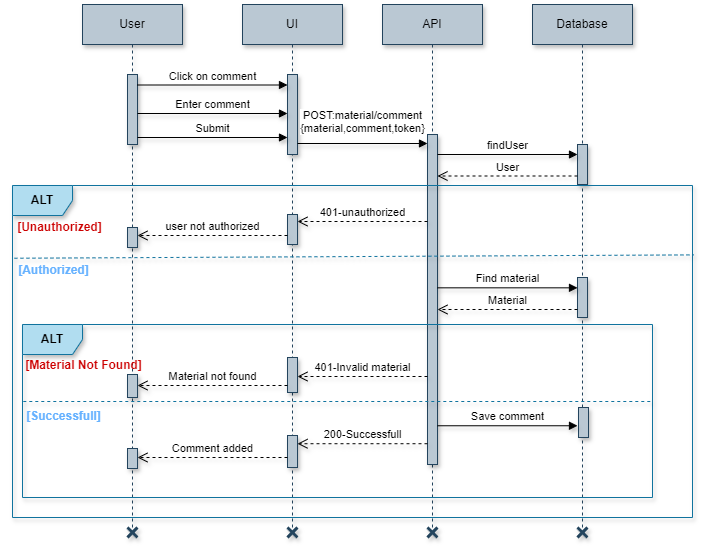 User
UI
API
Database
Click on comment
Enter comment
Submit
POST:material/comment
{material,comment,token}
findUser
User
ALT
[Unauthorized]
401-unauthorized
user not authorized
[Authorized]
Find material
Material
ALT
[Material Not Found]
401-Invalid material
Material not found
[Successfull]
Save comment
200-Successfull
Comment added